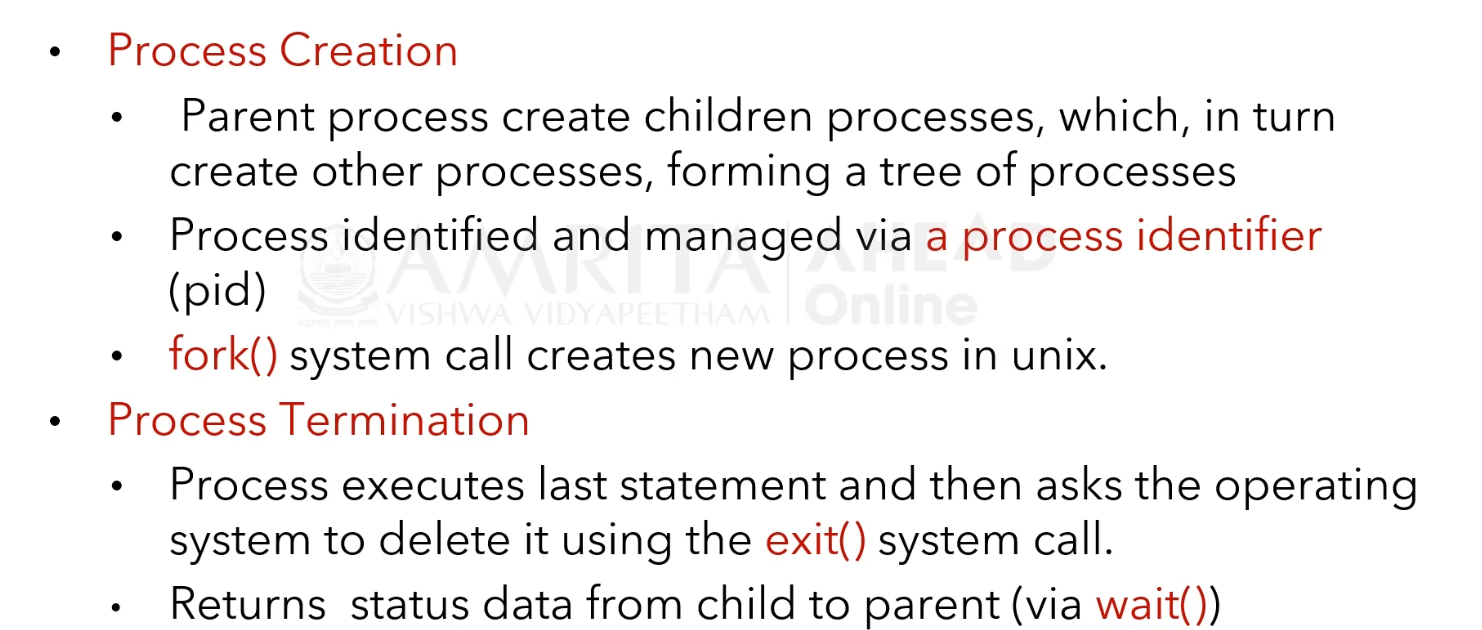 • Process Creation
• Parent process create children processes, which, in turn
create other processes, forming a tree of processes
• Process identified and managed via a process identifier
(pid)
AMRITA AHEAD
VISHWA VIDYAPEETHAM Online
• fork() system call creates new process in unix.
• Process Termination
• Process executes last statement and then asks the operating
system to delete it using the exit() system call.
• Returns status data from child to parent (via wait())